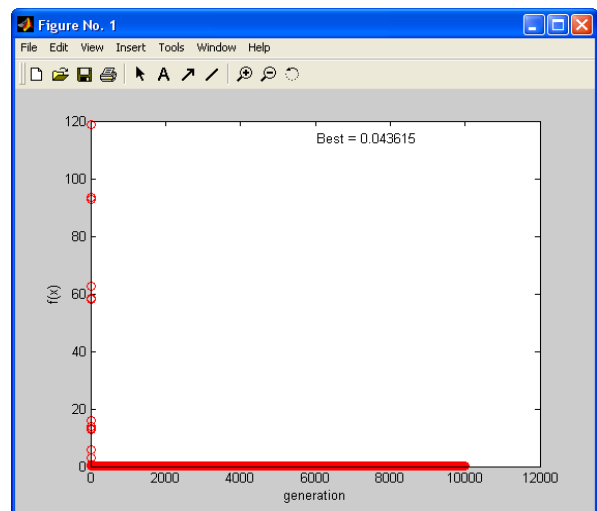 Figure No. 1
File Edit View Insert Tools Window Help
Best = 0.043615
120
100
80
60
40
20
0
f(x)
0 2000 4000 6000 8000 10000 12000
generation